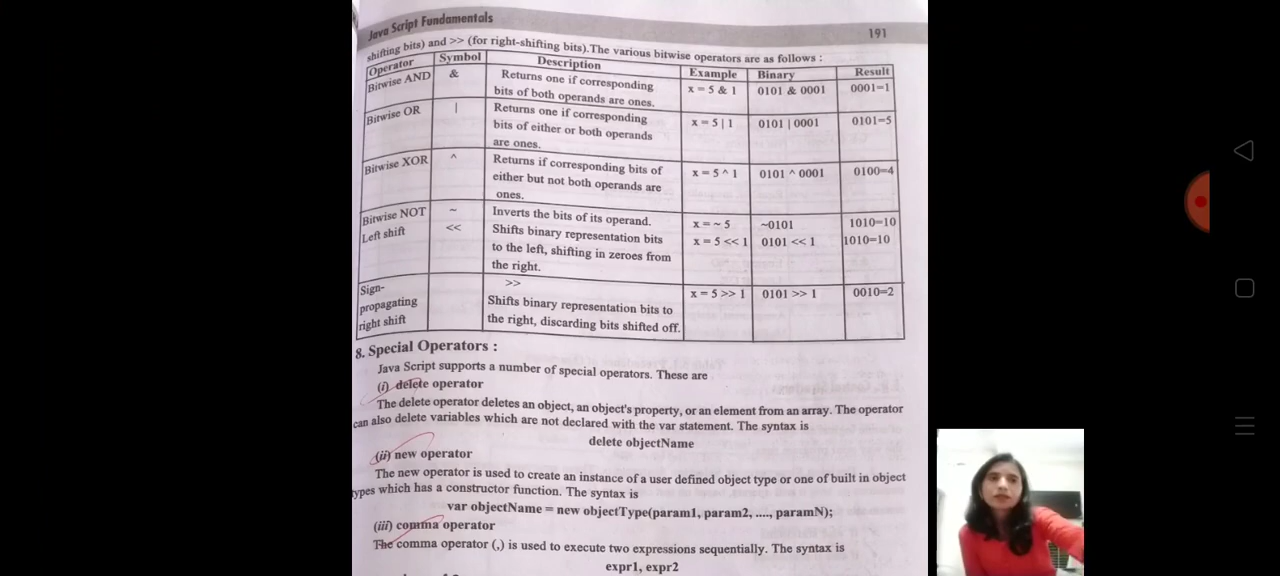 Java Script Fundamentals 191
shifting bits) and >> (for right-shifting bits).The various bitwise operators are as follows :
Operator Symbol Description Example Binary Result
Bitwise AND & Returns one if corresponding x = 5 & 1 0101 & 0001 0001=1
bits of both operands are ones.
Bitwise OR | Returns one if corresponding x = 5 | 1 0101 | 0001 0101=5
bits of either or both operands
are ones.
Bitwise XOR ^ Returns if corresponding bits of x = 5 ^ 1 0101 ^ 0001 0100=4
either but not both operands are
ones.
Bitwise NOT ~ Inverts the bits of its operand. x = ~ 5 ~0101 1010=10
Left shift << Shifts binary representation bits x = 5 << 1 0101 << 1 1010=10
to the left, shifting in zeroes from
the right.
Sign- >> x = 5 >> 1 0101 >> 1 0010=2
propagating Shifts binary representation bits to
right shift the right, discarding bits shifted off.
8. Special Operators :
Java Script supports a number of special operators. These are
(i) delete operator
The delete operator deletes an object, an object's property, or an element from an array. The operator
can also delete variables which are not declared with the var statement. The syntax is
delete objectName
(ii) new operator
The new operator is used to create an instance of a user defined object type or one of built in object
types which has a constructor function. The syntax is
var objectName = new objectType(param1, param2, ...., paramN);
(iii) comma operator
The comma operator (,) is used to execute two expressions sequentially. The syntax is
expr1, expr2